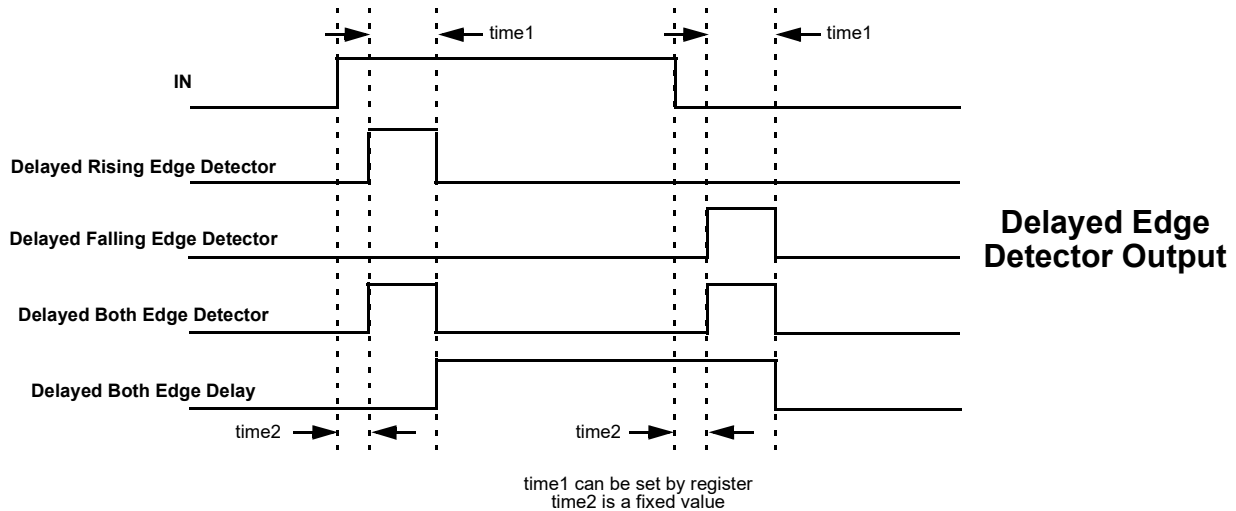 time1
time1
IN
Delayed Rising Edge Detector
Delayed Falling Edge Detector
Delayed Edge
Detector Output
Delayed Both Edge Detector
Delayed Both Edge Delay
time2
time2
time1 can be set by register
time2 is a fixed value